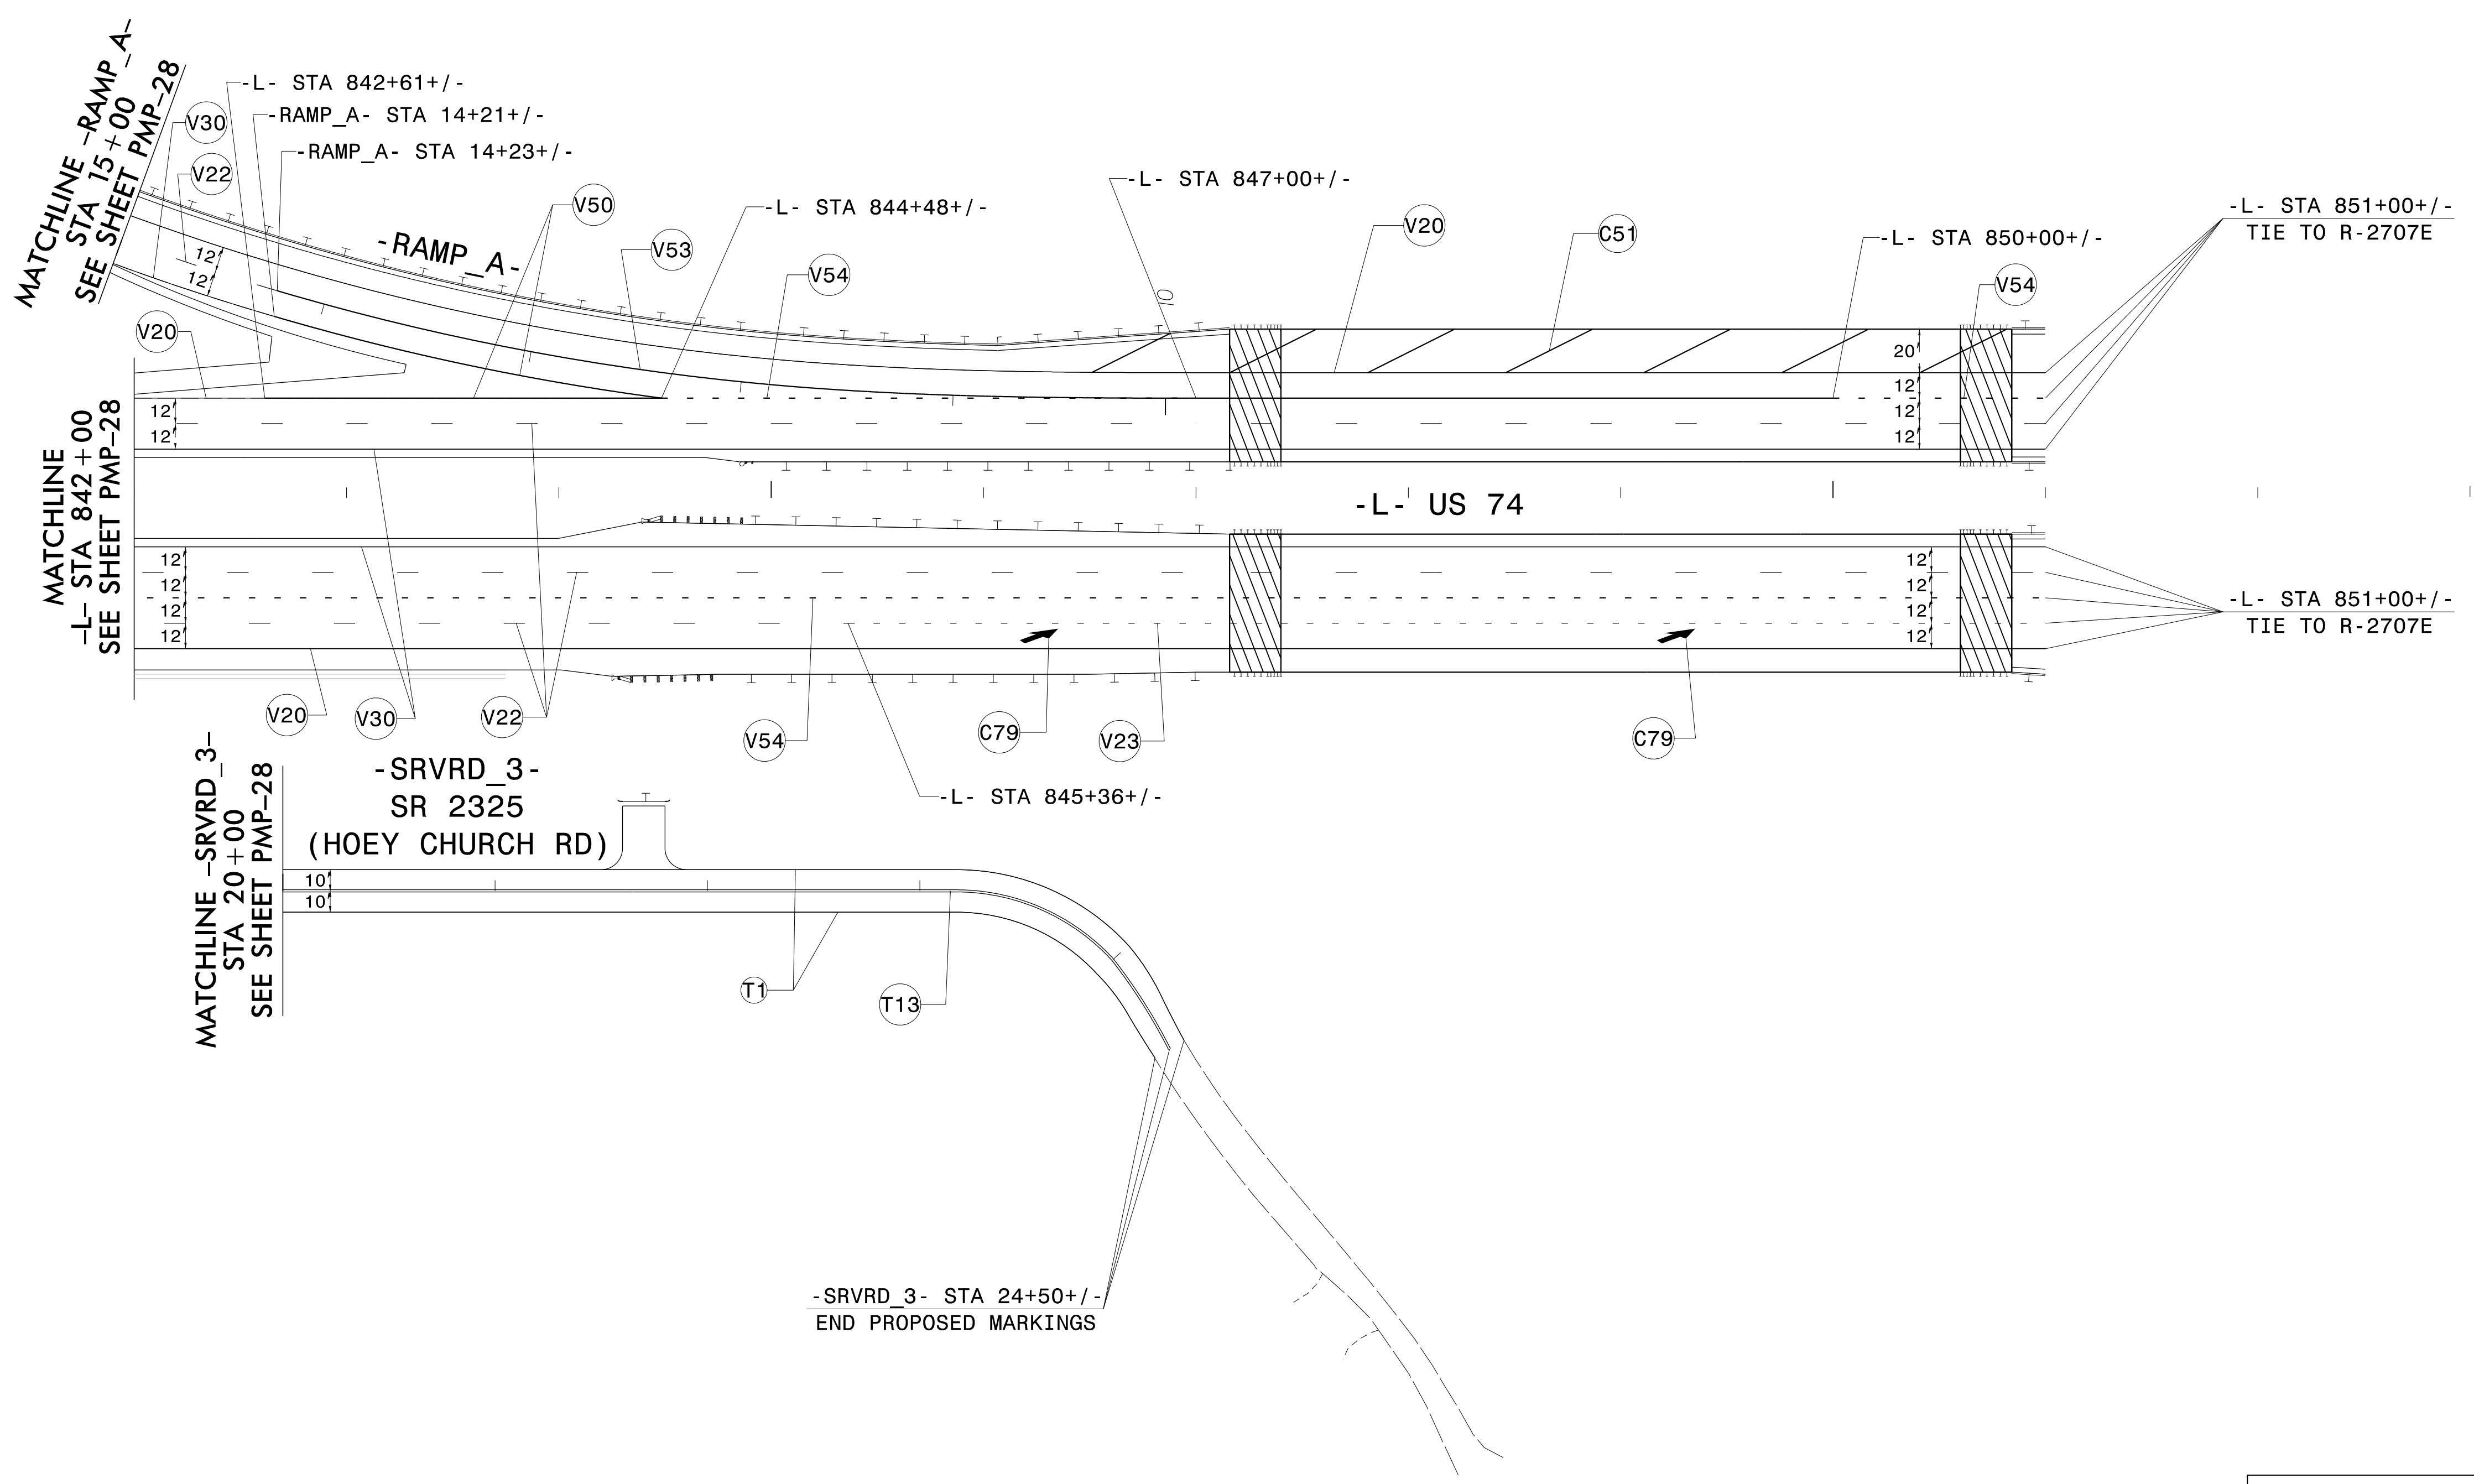 MATCHLINE -RAMP_A-
STA 15+00
SEE SHEET PMP-28
-L- STA 842+61+/-
-RAMP_A- STA 14+21+/-
-RAMP_A- STA 14+23+/-
V30
V22
V50
V53
V54
-RAMP_A-
12'
12'
V20
-L- STA 844+48+/-
-L- STA 847+00+/-
10
V20
C51
-L- STA 850+00+/-
V54
-L- STA 851+00+/-
TIE TO R-2707E
20'
12'
12'
12'
12'
12'
MATCHLINE
-L- STA 842+00
SEE SHEET PMP-28
-L- US 74
12'
12'
12'
12'
12'
12'
12'
12'
-L- STA 851+00+/-
TIE TO R-2707E
V20
V30
V22
V54
C79
V23
C79
-L- STA 845+36+/-
MATCHLINE -SRVRD_3-
STA 20+00
SEE SHEET PMP-28
-SRVRD_3-
SR 2325
(HOEY CHURCH RD)
10'
10'
T1
T13
-SRVRD_3- STA 24+50+/-
END PROPOSED MARKINGS